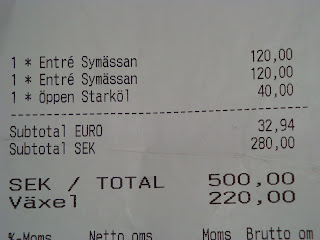 1 * Entré Symässan 120,00
1 * Entré Symässan 120,00
1 * Öppen Starköl 40,00
Subtotal EURO 32,94
Subtotal SEK 280,00
SEK / TOTAL 500,00
Växel 220,00
%-Moms Netto oms Moms Brutto om